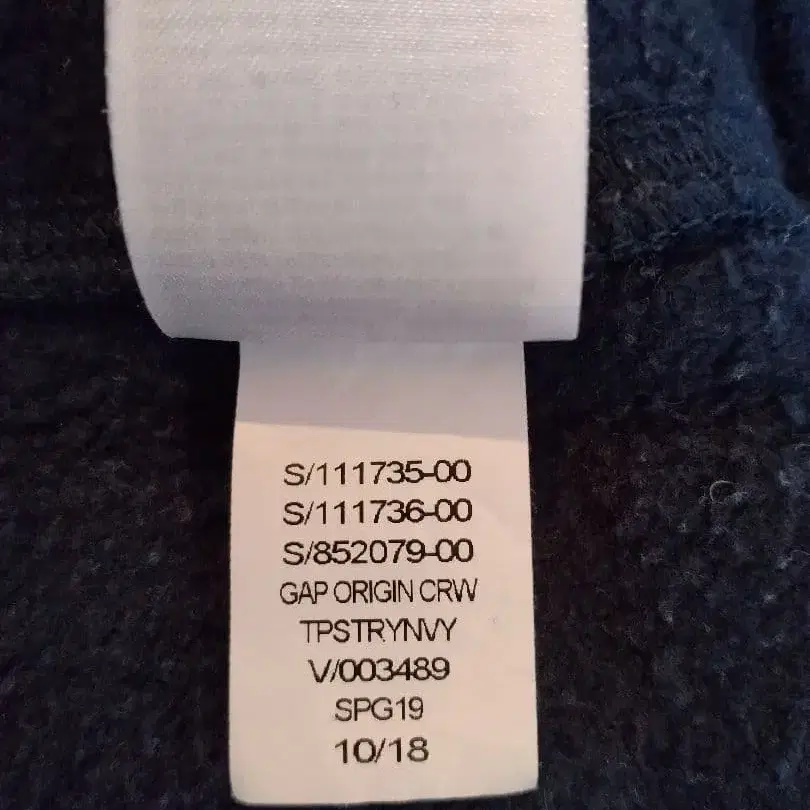 S/111735-00
S/111736-00
S/852079-00
GAP ORIGIN CRW
TPSTRYNVY
V/003489
SPG19
10/18